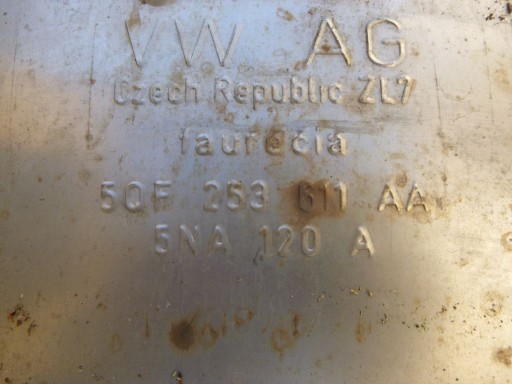 VW AG
Czech Republic ZL7
faurecia
5QF 253 611 AA
5NA 120 A